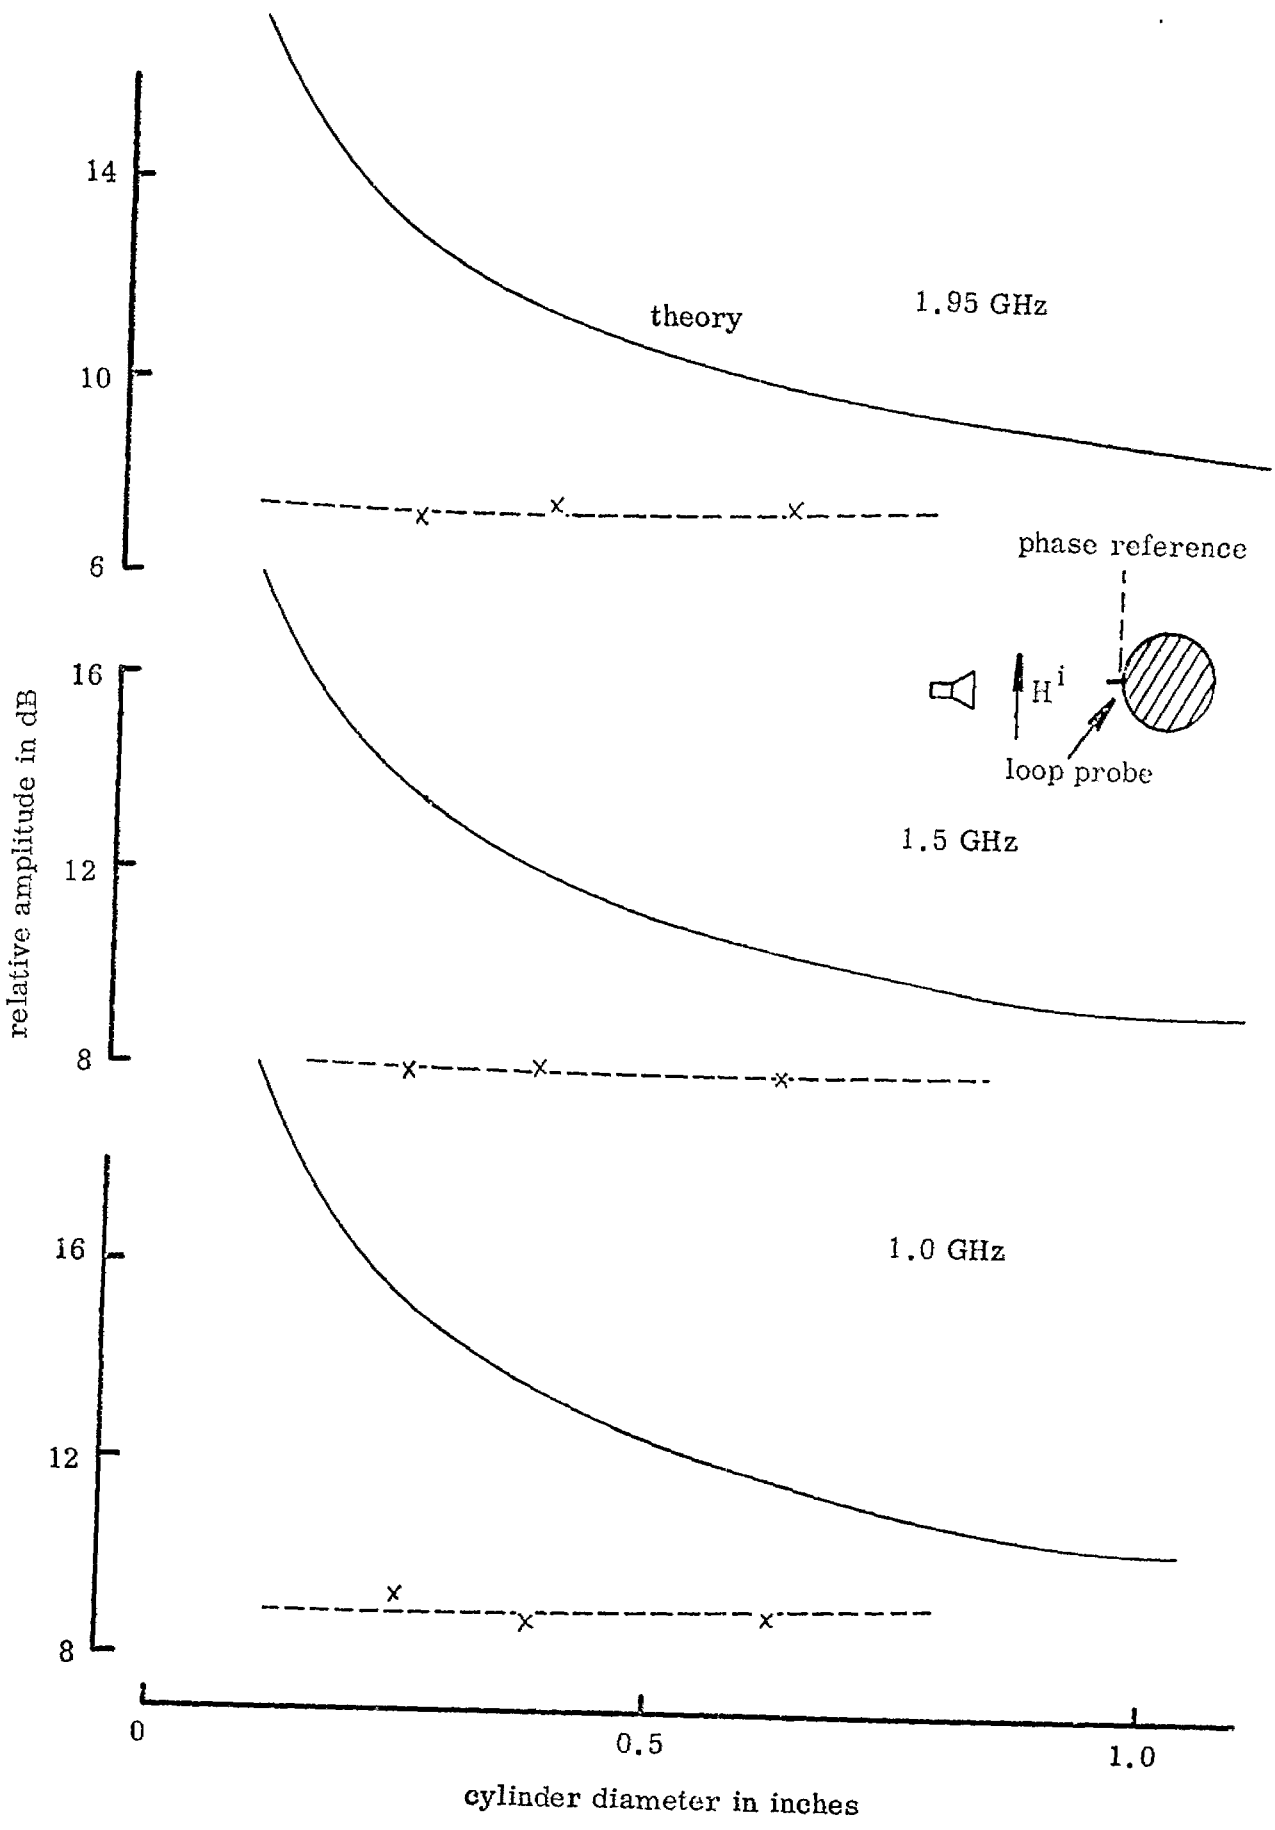 14
theory
1.95 GHz
10
phase reference
6
16
H^i
loop probe
relative amplitude in dB
1.5 GHz
12
8
16
1.0 GHz
12
8
0
0.5
1.0
cylinder diameter in inches